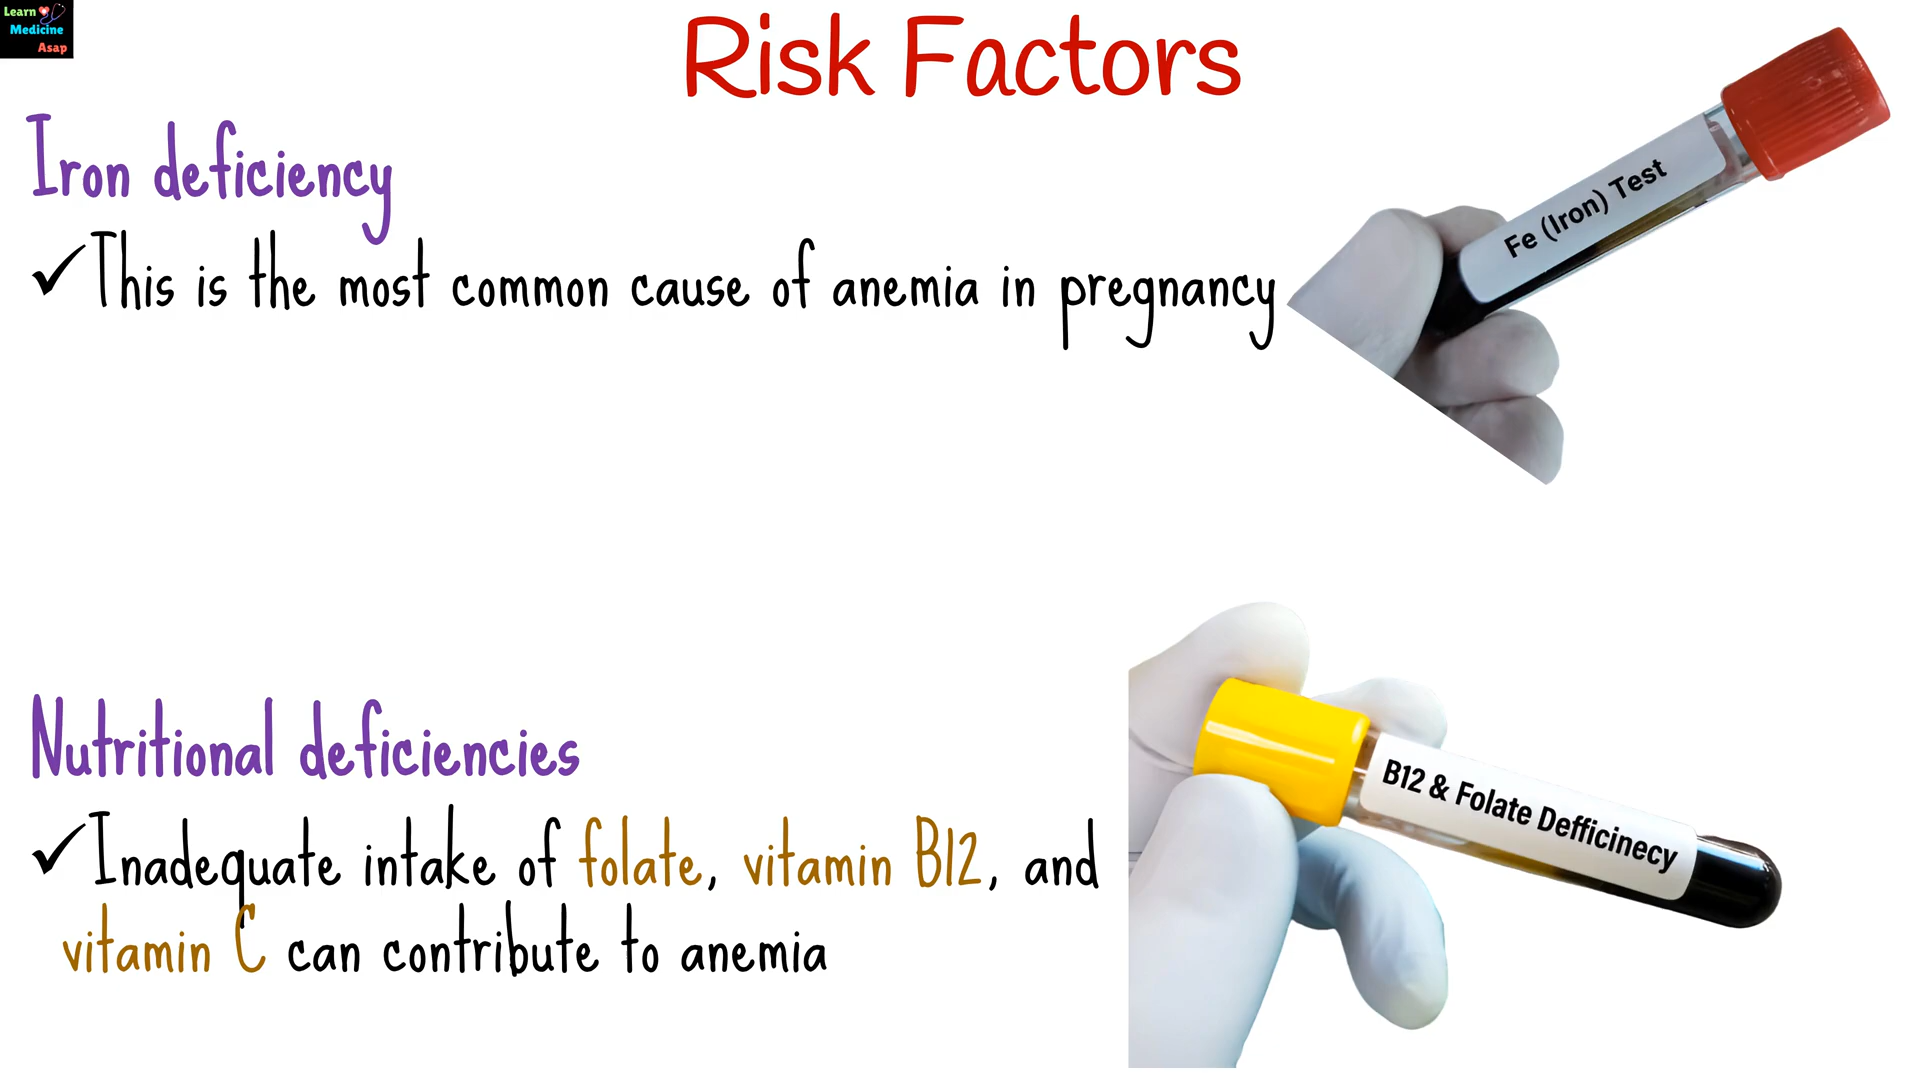 Learn
Medicine
Asap
Risk Factors
Iron deficiency
✓This is the most common cause of anemia in pregnancy
Fe (Iron) Test
Nutritional deficiencies
✓Inadequate intake of folate, vitamin B12, and
vitamin C can contribute to anemia
B12 & Folate Defficinecy